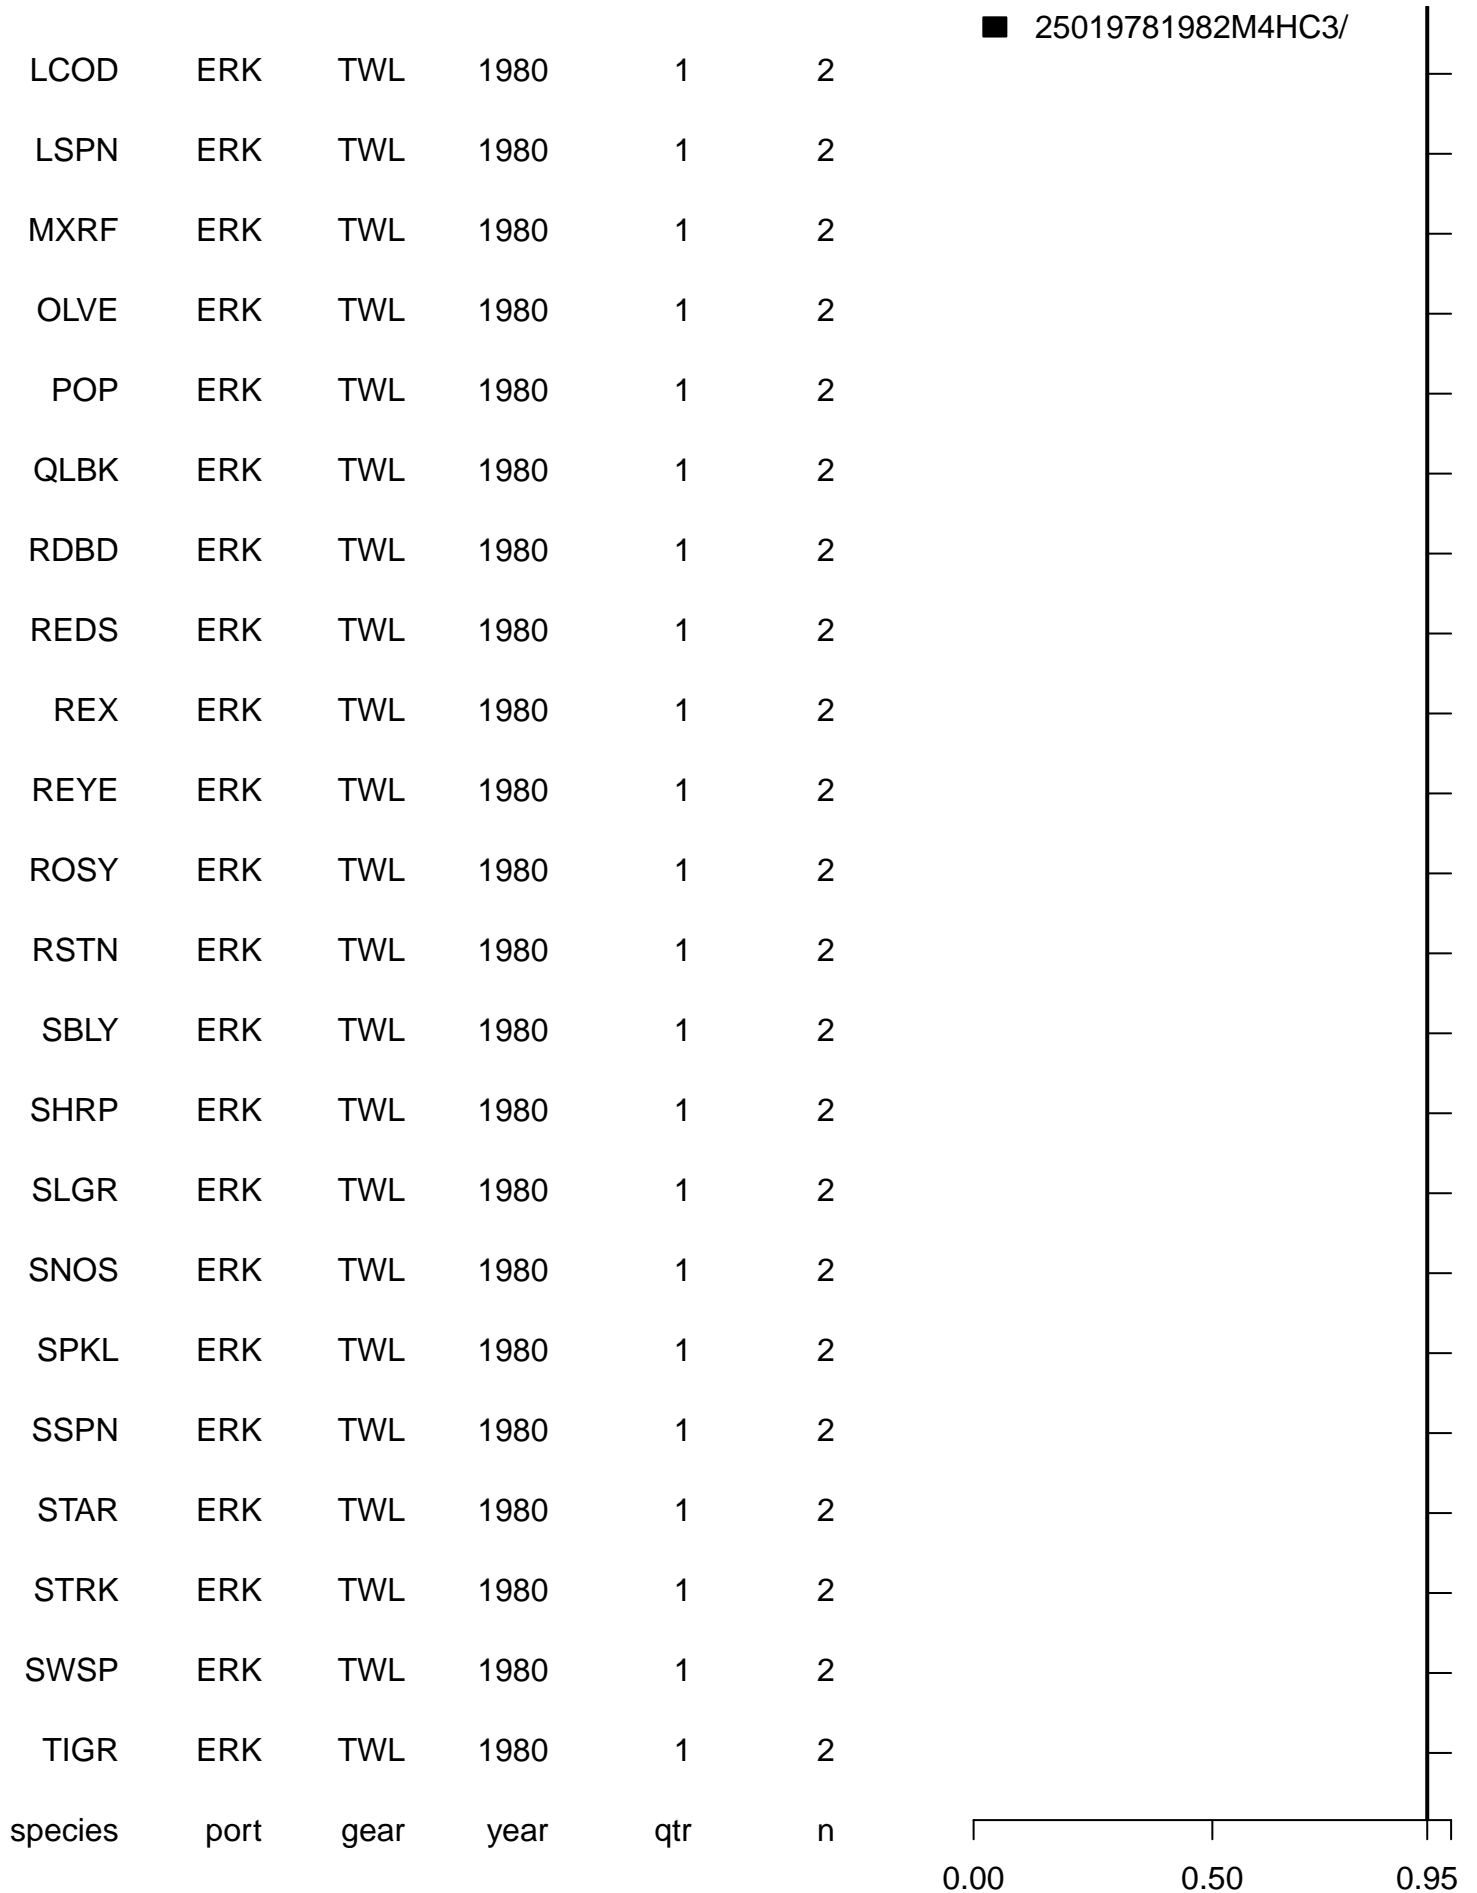 25019781982M4HC3/
LCOD ERK TWL 1980 1 2
LSPN ERK TWL 1980 1 2
MXRF ERK TWL 1980 1 2
OLVE ERK TWL 1980 1 2
POP ERK TWL 1980 1 2
QLBK ERK TWL 1980 1 2
RDBD ERK TWL 1980 1 2
REDS ERK TWL 1980 1 2
REX ERK TWL 1980 1 2
REYE ERK TWL 1980 1 2
ROSY ERK TWL 1980 1 2
RSTN ERK TWL 1980 1 2
SBLY ERK TWL 1980 1 2
SHRP ERK TWL 1980 1 2
SLGR ERK TWL 1980 1 2
SNOS ERK TWL 1980 1 2
SPKL ERK TWL 1980 1 2
SSPN ERK TWL 1980 1 2
STAR ERK TWL 1980 1 2
STRK ERK TWL 1980 1 2
SWSP ERK TWL 1980 1 2
TIGR ERK TWL 1980 1 2
species port gear year qtr n
0.00 0.50 0.95